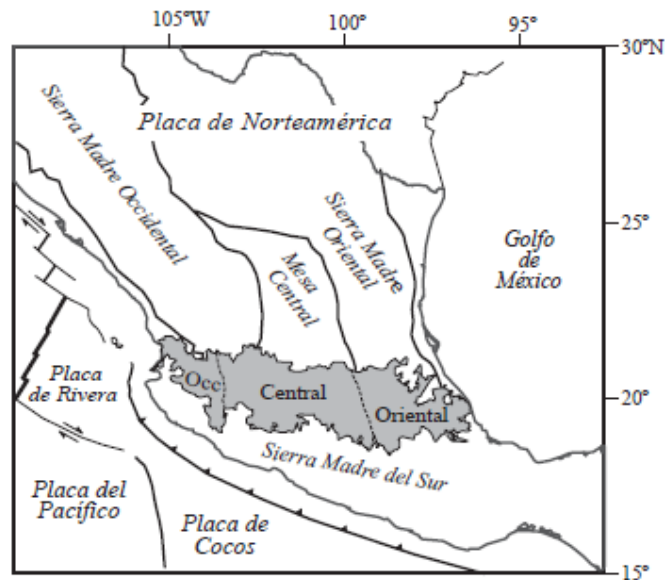 105°W
100°
95°
30°N
Placa de Norteamérica
Sierra Madre Occidental
Sierra Madre
Oriental
25°
Golfo
de
México
Mesa
Central
Placa
de Rivera
Occ
Central
Oriental
20°
Sierra Madre del Sur
Placa del
Pacífico
Placa de
Cocos
15°